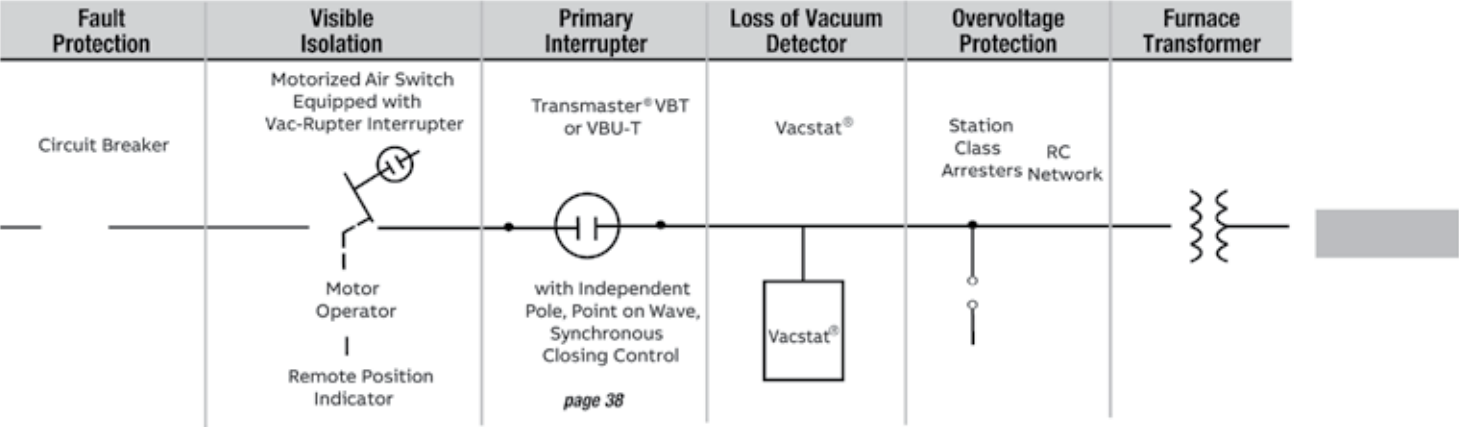 Fault
Protection
Visible
Isolation
Primary
Interrupter
Loss of Vacuum
Detector
Overvoltage
Protection
Furnace
Transformer
Circuit Breaker
Motorized Air Switch
Equipped with
Vac-Rupter Interrupter
Motor
Operator
Remote Position
Indicator
Transmaster® VBT
or VBU-T
with Independent
Pole, Point on Wave,
Synchronous
Closing Control
page 38
Vacstat®
Vacstat®
Station
Class
Arresters
RC
Network